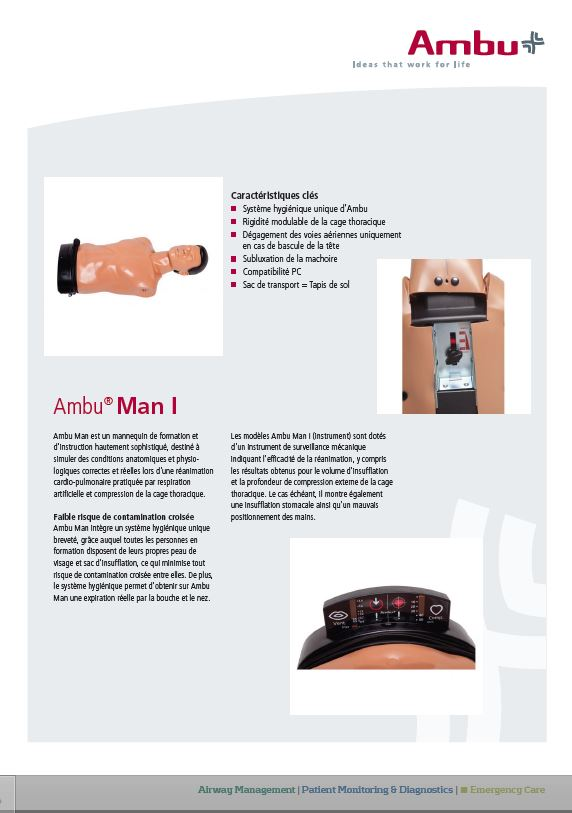 Ambu
Ideas that work for life
Caractéristiques clés
Système hygiénique unique d'Ambu
Rigidité modulable de la cage thoracique
Dégagement des voies aériennes uniquement
en cas de bascule de la tête
Subluxation de la machoire
Compatibilité PC
Sac de transport = Tapis de sol
Ambu® Man I
Ambu Man est un mannequin de formation et
d'instruction hautement sophistiqué, destiné à
simuler des conditions anatomiques et physio-
logiques correctes et réelles lors d'une réanimation
cardio-pulmonaire pratiquée par respiration
artificielle et compression de la cage thoracique.
Faible risque de contamination croisée
Ambu Man intègre un système hygiénique unique
breveté, grâce auquel toutes les personnes en
formation disposent de leurs propres peau de
visage et sac d'insufflation, ce qui minimise tout
risque de contamination croisée entre elles. De plus,
le système hygiénique permet d'obtenir sur Ambu
Man une expiration réelle par la bouche et le nez.
Les modèles Ambu Man I (Instrument) sont dotés
d'un instrument de surveillance mécanique
indiquant l'efficacité de la réanimation, y compris
les résultats obtenus pour le volume d'insufflation
et la profondeur de compression externe de la cage
thoracique. Le cas échéant, il montre également
une insufflation stomacale ainsi qu'un mauvais
positionnement des mains.
Airway Management | Patient Monitoring & Diagnostics | Emergency Care